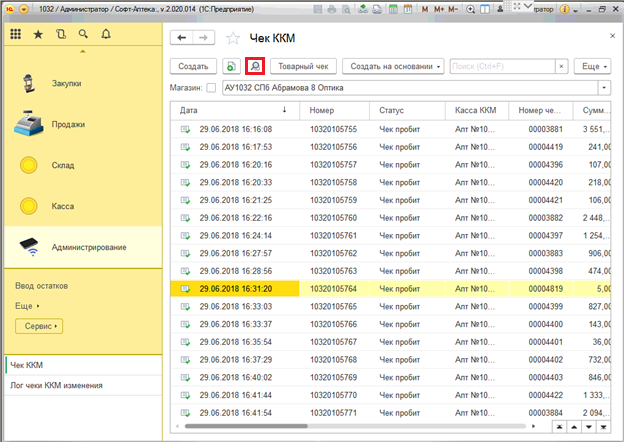 1032 / Администратор / Софт-Аптека:, v.2.020.014 (1С:Предприятие)
M M+ M-
Чек ККМ
Создать
Товарный чек
Создать на основании
Поиск (Ctrl+F)
×
Еще
Магазин:
АУ1032 СПб Абрамова 8 Оптика
Закупки
Продажи
Склад
Касса
Администрирование
Ввод остатков
Еще
Сервис
Чек ККМ
Лог чеки ККМ изменения
Дата ↓ Номер Статус Касса ККМ Номер че... Сумм...
29.06.2018 16:16:08 10320105755 Чек пробит Апт №10... 00003881 3 551,...
29.06.2018 16:17:53 10320105756 Чек пробит Апт №10... 00004419 241,00
29.06.2018 16:20:16 10320105757 Чек пробит Апт №10... 00004396 107,00
29.06.2018 16:20:33 10320105758 Чек пробит Апт №10... 00004420 218,00
29.06.2018 16:21:25 10320105759 Чек пробит Апт №10... 00004421 106,00
29.06.2018 16:22:16 10320105760 Чек пробит Апт №10... 00003882 2 448,...
29.06.2018 16:24:14 10320105761 Чек пробит Апт №10... 00004397 1 254,...
29.06.2018 16:27:57 10320105762 Чек пробит Апт №10... 00003883 906,00
29.06.2018 16:28:56 10320105763 Чек пробит Апт №10... 00004398 474,00
29.06.2018 16:31:20 10320105764 Чек пробит Апт №10... 00004819 5,00
29.06.2018 16:33:03 10320105765 Чек пробит Апт №10... 00004399 827,00
29.06.2018 16:33:37 10320105766 Чек пробит Апт №10... 00004400 143,00
29.06.2018 16:35:54 10320105767 Чек пробит Апт №10... 00004401 36,00
29.06.2018 16:37:29 10320105768 Чек пробит Апт №10... 00004402 732,00
29.06.2018 16:40:02 10320105769 Чек пробит Апт №10... 00004403 846,00
29.06.2018 16:41:44 10320105770 Чек пробит Апт №10... 00004422 1 333,...
29.06.2018 16:41:54 10320105771 Чек пробит Апт №10... 00003884 2 094,...